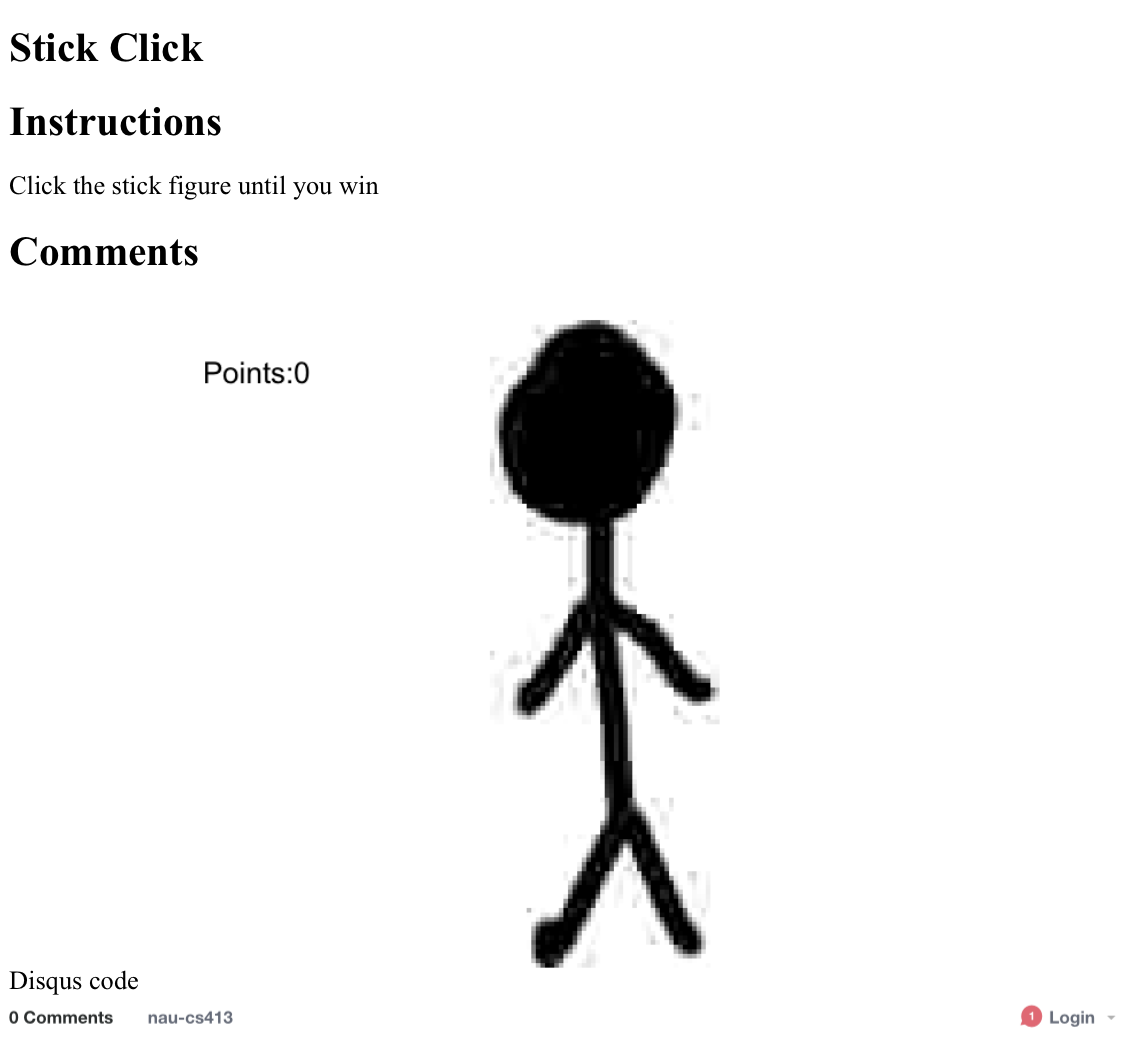 Stick Click
Instructions
Click the stick figure until you win
Comments
Points:0
Disqus code
0 Comments nau-cs413 1 Login